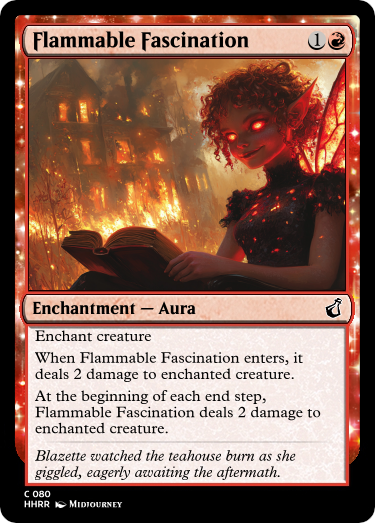 Flammable Fascination 1
Enchantment — Aura
Enchant creature
When Flammable Fascination enters, it
deals 2 damage to enchanted creature.
At the beginning of each end step,
Flammable Fascination deals 2 damage to
enchanted creature.
Blazette watched the teahouse burn as she
giggled, eagerly awaiting the aftermath.
C 080
HHRR Midjourney